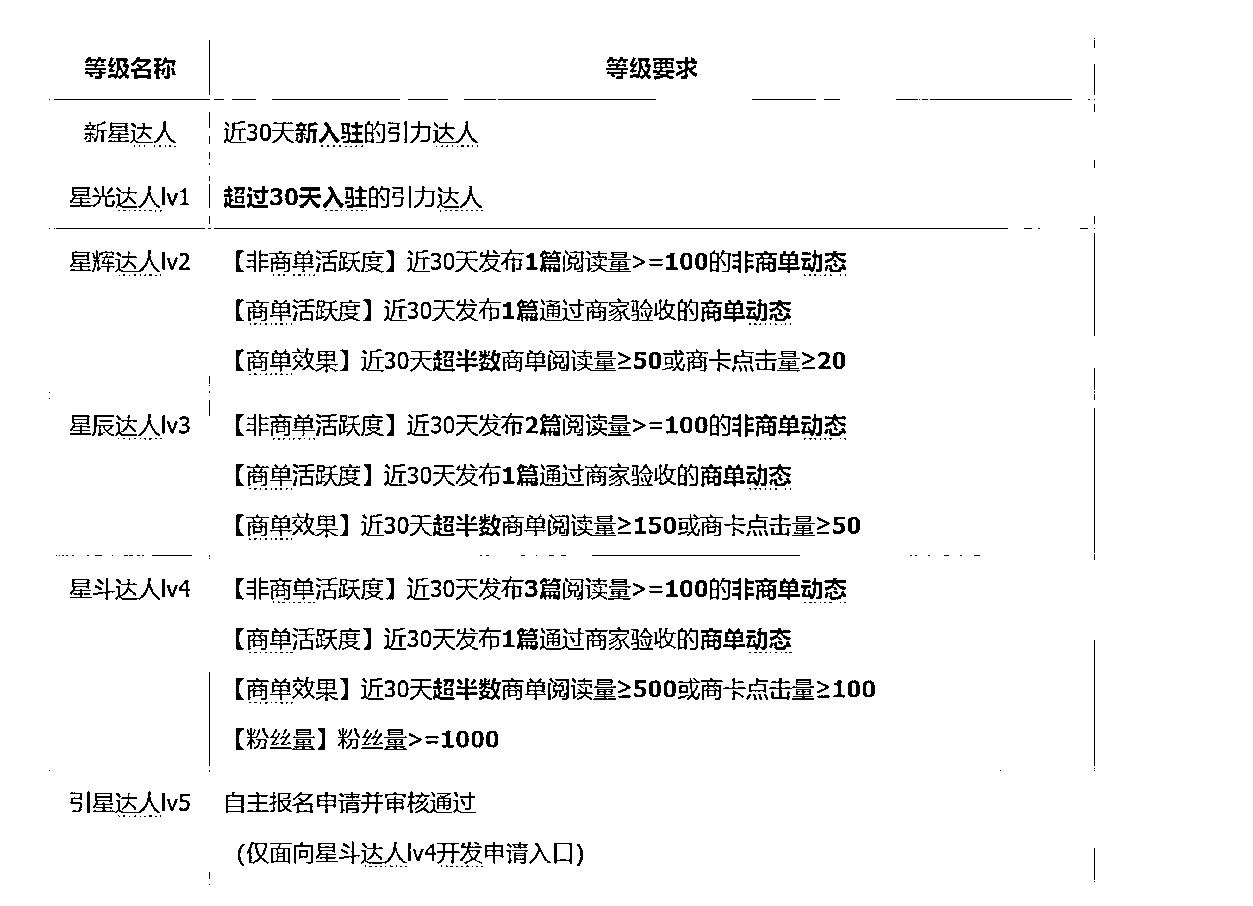 等级名称 等级要求
新星达人 近30天新入驻的引力达人
星光达人lv1 超过30天入驻的引力达人
星辉达人lv2 【非商单活跃度】近30天发布1篇阅读量>=100的非商单动态
【商单活跃度】近30天发布1篇通过商家验收的商单动态
【商单效果】近30天超半数商单阅读量≥50或商卡点击量≥20
星辰达人lv3 【非商单活跃度】近30天发布2篇阅读量>=100的非商单动态
【商单活跃度】近30天发布1篇通过商家验收的商单动态
【商单效果】近30天超半数商单阅读量≥150或商卡点击量≥50
星斗达人lv4 【非商单活跃度】近30天发布3篇阅读量>=100的非商单动态
【商单活跃度】近30天发布1篇通过商家验收的商单动态
【商单效果】近30天超半数商单阅读量≥500或商卡点击量≥100
【粉丝量】粉丝量>=1000
引星达人lv5 自主报名申请并审核通过
(仅面向星斗达人lv4开发申请入口)